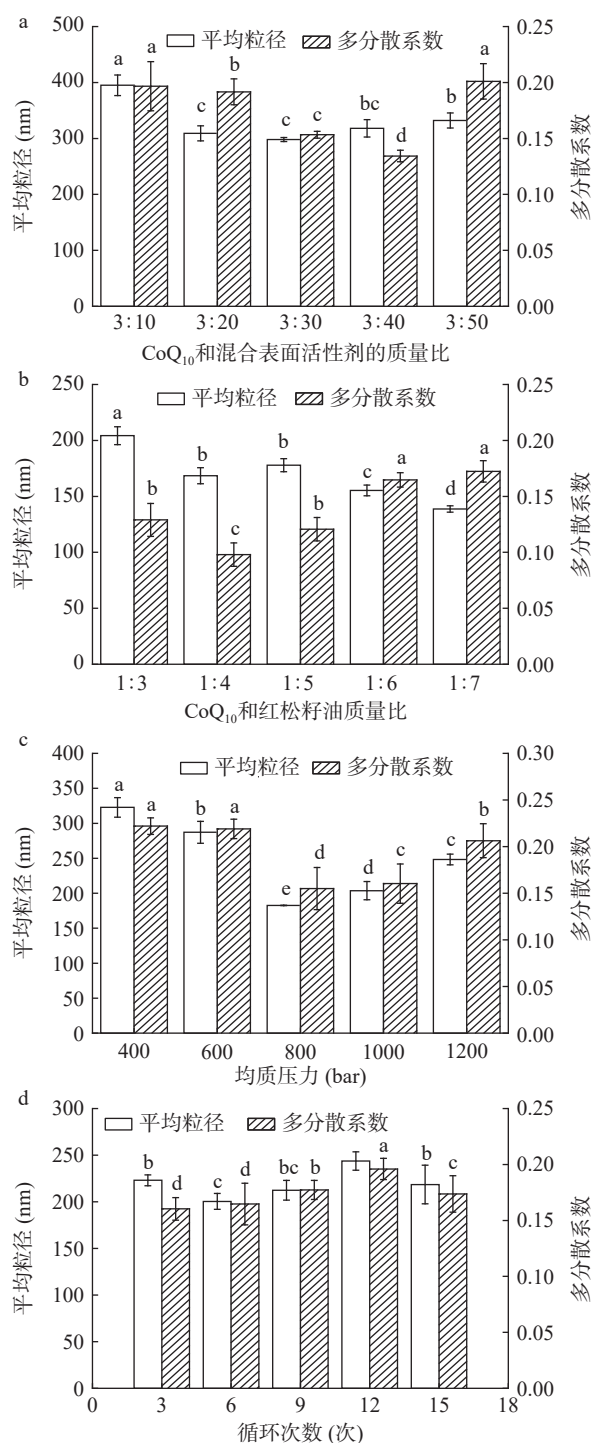 a
平均粒径 多分散系数
平均粒径 (nm)
多分散系数
500
400
300
200
100
0
0.25
0.20
0.15
0.10
0.05
0.00
a a
c b
c c
bc d
b a
3∶10 3∶20 3∶30 3∶40 3∶50
CoQ₁₀和混合表面活性剂的质量比
b
平均粒径 多分散系数
平均粒径 (nm)
多分散系数
250
200
150
100
50
0
0.25
0.20
0.15
0.10
0.05
0.00
a b
b c
b b
c a
d a
1∶3 1∶4 1∶5 1∶6 1∶7
CoQ₁₀和红松籽油质量比
c
平均粒径 多分散系数
平均粒径 (nm)
多分散系数
400
350
300
250
200
150
100
50
0
0.30
0.25
0.20
0.15
0.10
0.05
0.00
a a
b a
e d
d c
c b
400 600 800 1000 1200
均质压力 (bar)
d
平均粒径 多分散系数
平均粒径 (nm)
多分散系数
300
250
200
150
100
50
0
0.25
0.20
0.15
0.10
0.05
0.00
b d
c d
bc b
a
b c
0 3 6 9 12 15 18
循环次数 (次)